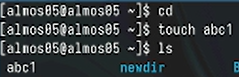 [almos05@almos05 ~]$ cd
[almos05@almos05 ~]$ touch abc1
[almos05@almos05 ~]$ ls
abc1 newdir